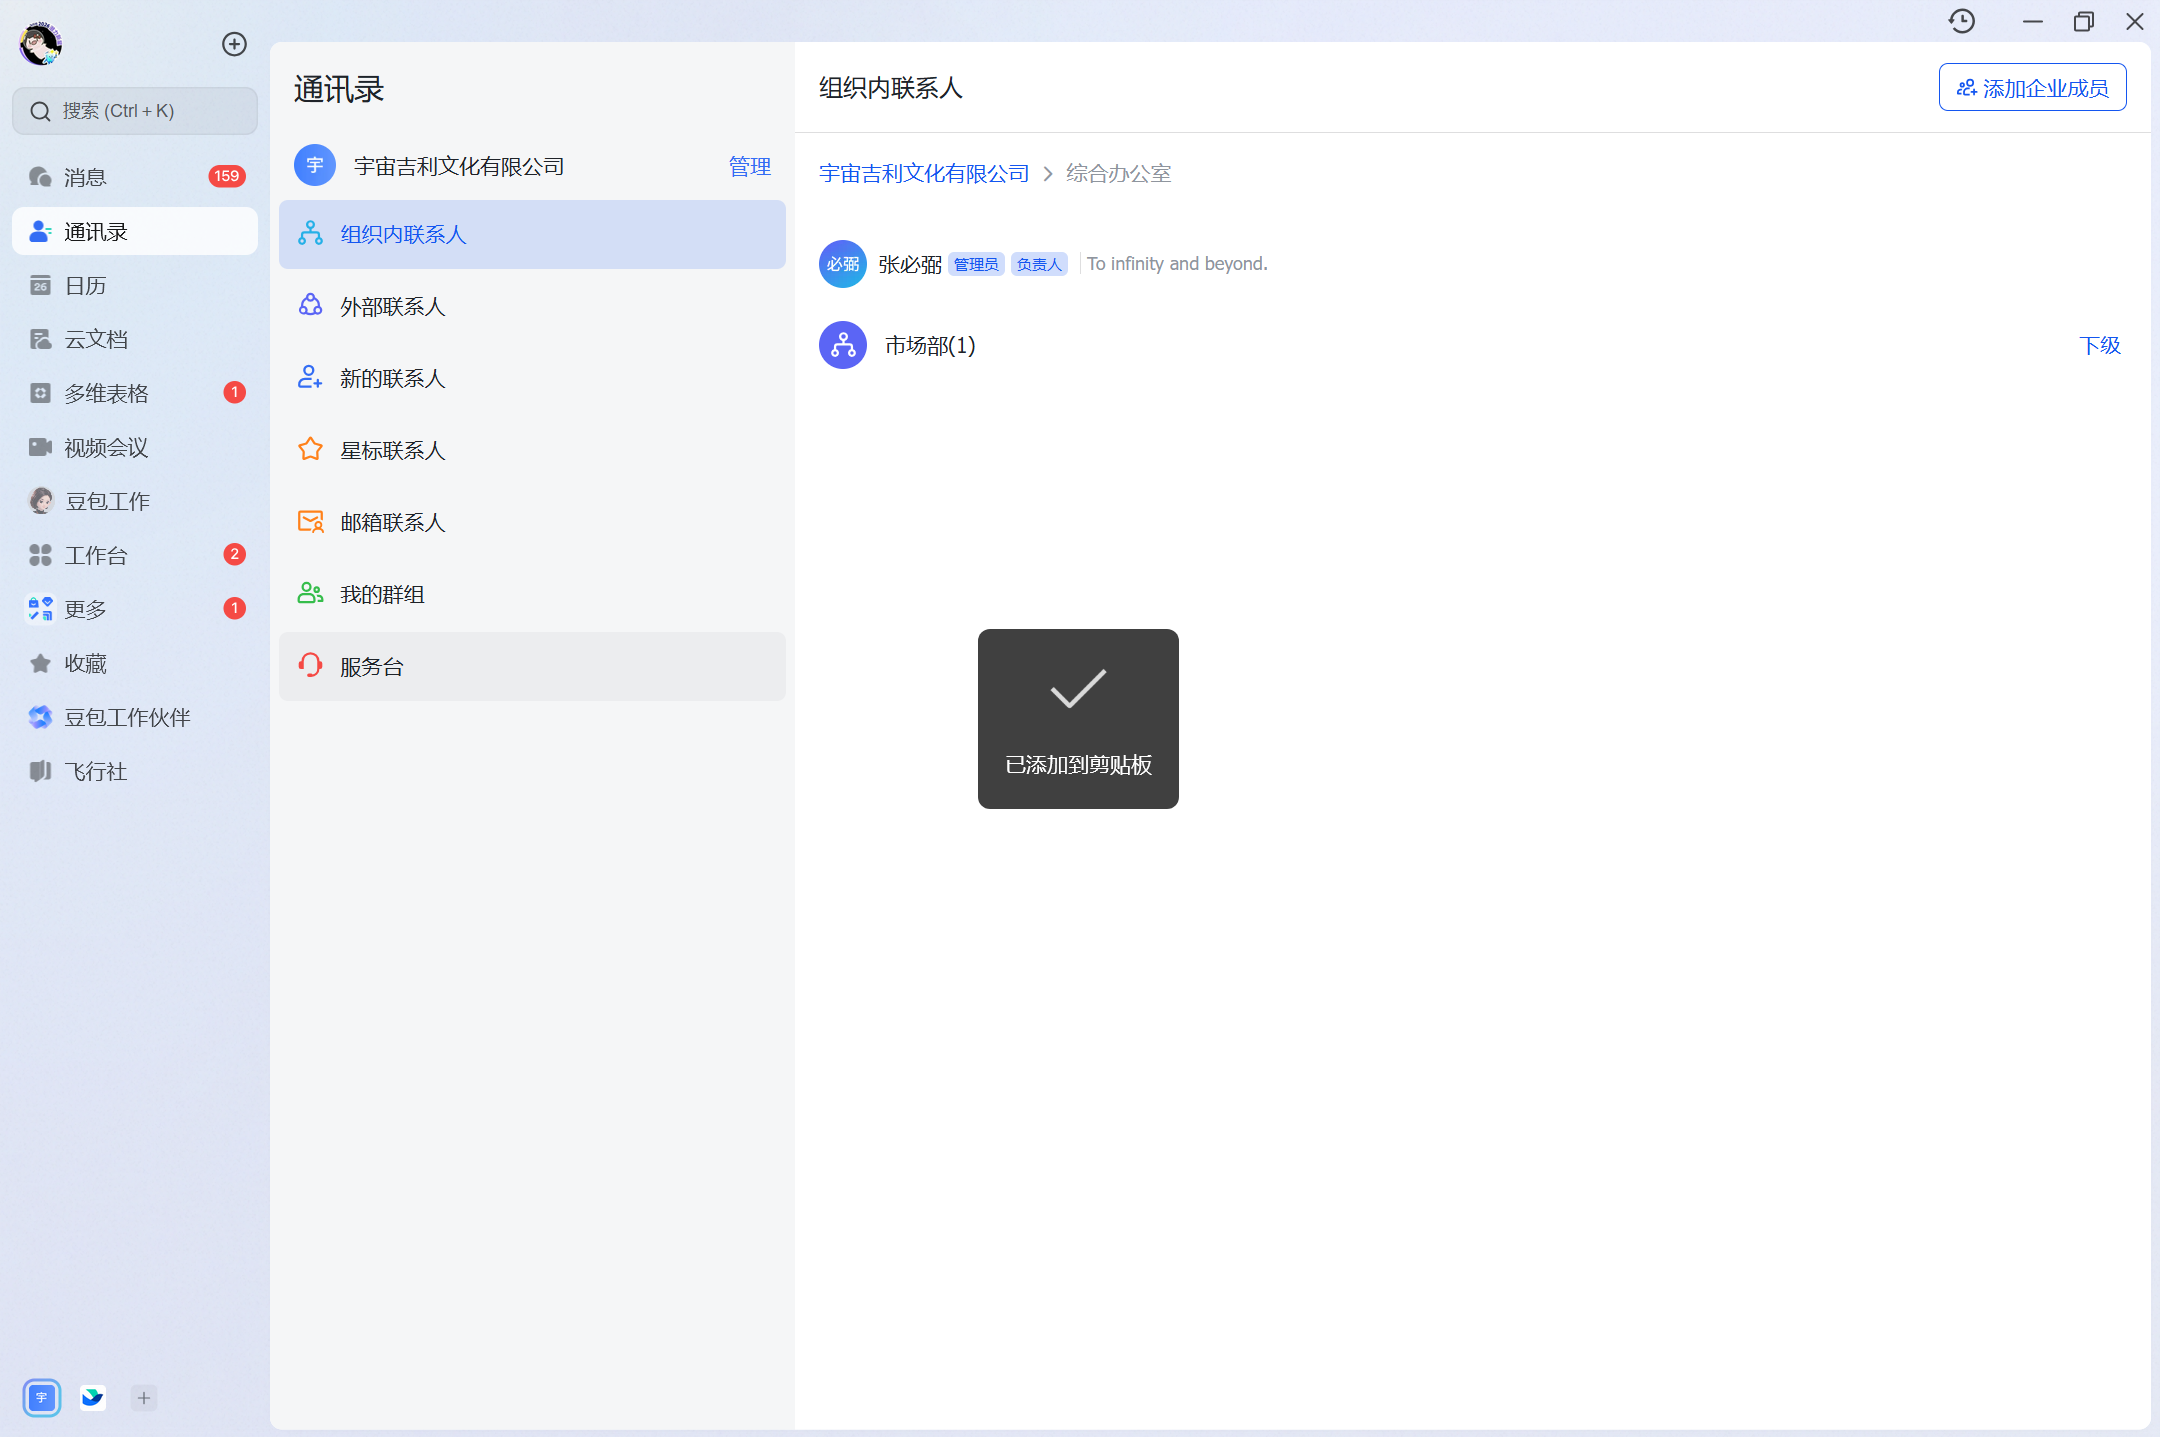 搜索 (Ctrl + K)
消息
159
通讯录
26
日历
云文档
多维表格
1
视频会议
豆包工作
工作台
2
更多
1
收藏
豆包工作伙伴
飞行社
宇
通讯录
宇
宇宙吉利文化有限公司
管理
组织内联系人
外部联系人
新的联系人
星标联系人
邮箱联系人
我的群组
服务台
组织内联系人
添加企业成员
宇宙吉利文化有限公司 > 综合办公室
必弼
张必弼 管理员 负责人 To infinity and beyond.
市场部(1)
下级
已添加到剪贴板